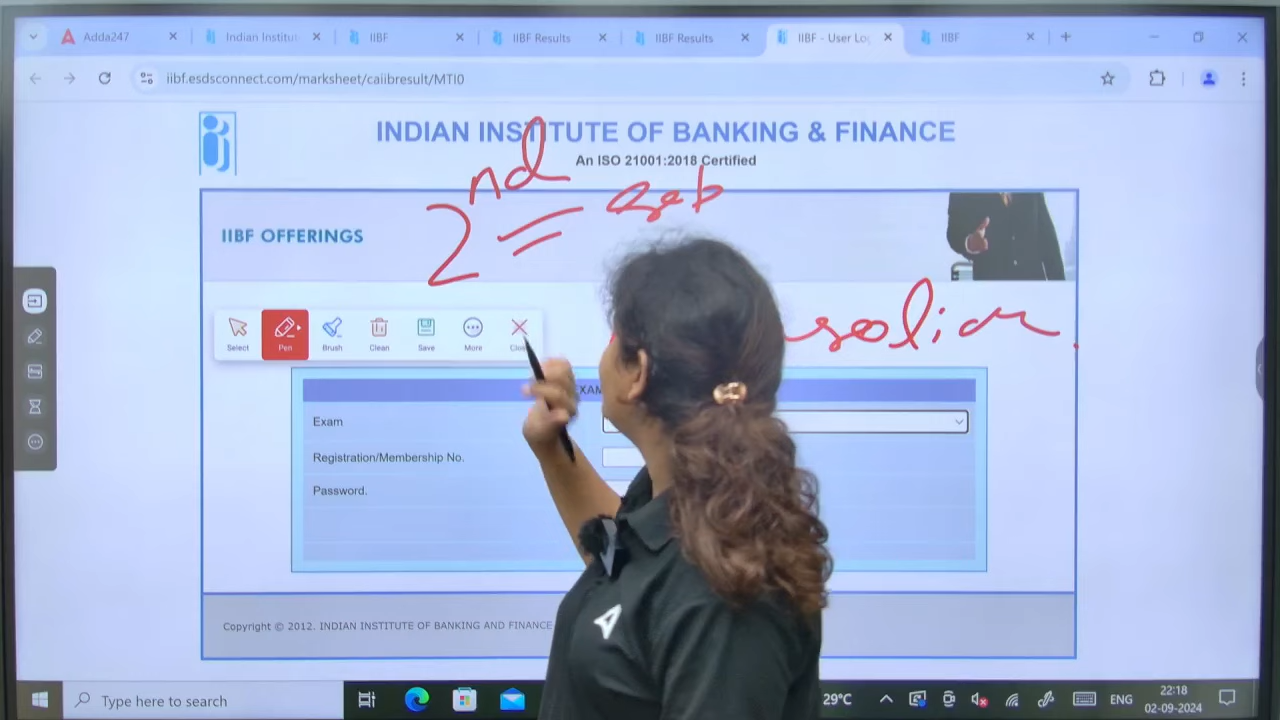 Adda247
Indian Institut
IIBF
IIBF Results
IIBF Results
IIBF - User Log
IIBF
iibf.esdsconnect.com/marksheet/caiibresult/MTI0
INDIAN INSTITUTE OF BANKING & FINANCE
An ISO 21001:2018 Certified
2nd Sep
IIBF OFFERINGS
Select
Pen
Brush
Clean
Save
More
EXAM
Exam
Registration/Membership No.
Password.
Copyright © 2012. INDIAN INSTITUTE OF BANKING AND FINANCE
Type here to search
29°C
ENG
22:18
02-09-2024